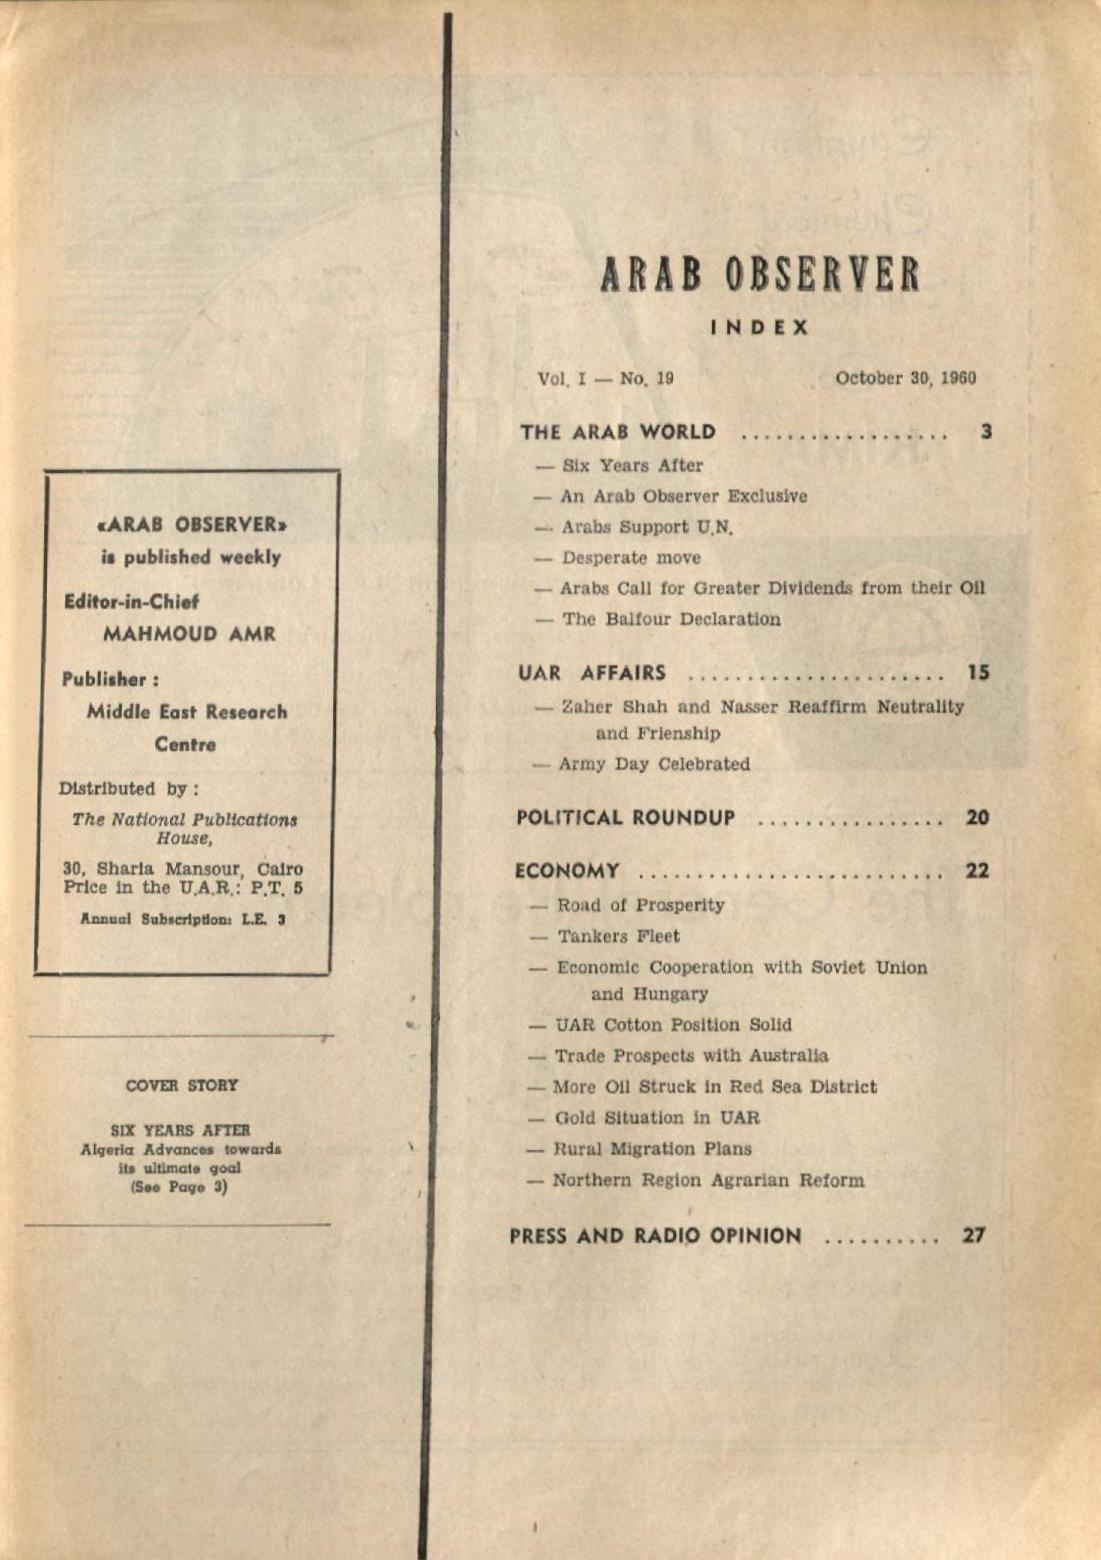 «ARAB OBSERVER»
is published weekly
Editor-in-Chief
MAHMOUD AMR
Publisher :
Middle East Research
Centre
Distributed by :
The National Publications
House,
30, Sharia Mansour, Cairo
Price in the U.A.R.: P.T. 5
Annual Subscription: L.E. 3
COVER STORY
SIX YEARS AFTER
Algeria Advances towards
its ultimate goal
(See Page 3)
ARAB OBSERVER
INDEX
Vol. I — No. 19 October 30, 1960
THE ARAB WORLD .................. 3
— Six Years After
— An Arab Observer Exclusive
— Arabs Support U.N.
— Desperate move
— Arabs Call for Greater Dividends from their Oil
— The Balfour Declaration
UAR AFFAIRS ...................... 15
— Zaher Shah and Nasser Reaffirm Neutrality
and Frienship
— Army Day Celebrated
POLITICAL ROUNDUP ................ 20
ECONOMY .......................... 22
— Road of Prosperity
— Tankers Fleet
— Economic Cooperation with Soviet Union
and Hungary
— UAR Cotton Position Solid
— Trade Prospects with Australia
— More Oil Struck in Red Sea District
— Gold Situation in UAR
— Rural Migration Plans
— Northern Region Agrarian Reform
PRESS AND RADIO OPINION .......... 27